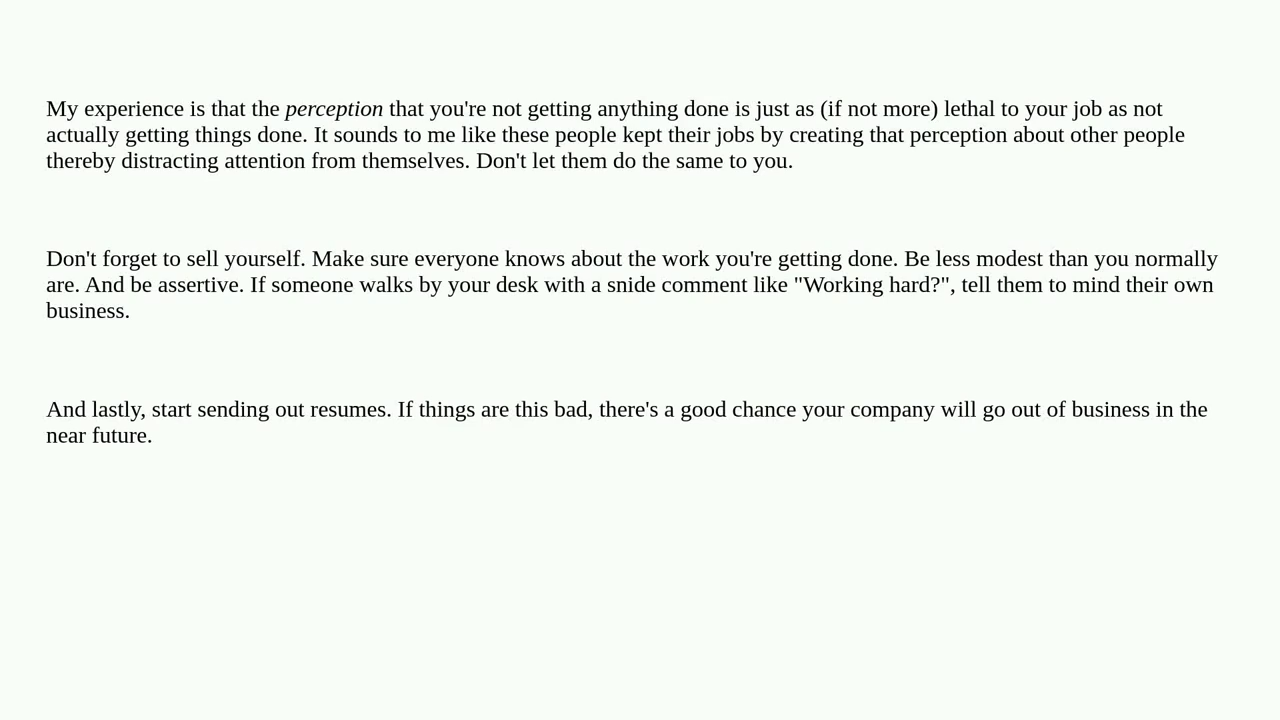 My experience is that the perception that you're not getting anything done is just as (if not more) lethal to your job as not
actually getting things done. It sounds to me like these people kept their jobs by creating that perception about other people
thereby distracting attention from themselves. Don't let them do the same to you.
Don't forget to sell yourself. Make sure everyone knows about the work you're getting done. Be less modest than you normally
are. And be assertive. If someone walks by your desk with a snide comment like "Working hard?", tell them to mind their own
business.
And lastly, start sending out resumes. If things are this bad, there's a good chance your company will go out of business in the
near future.